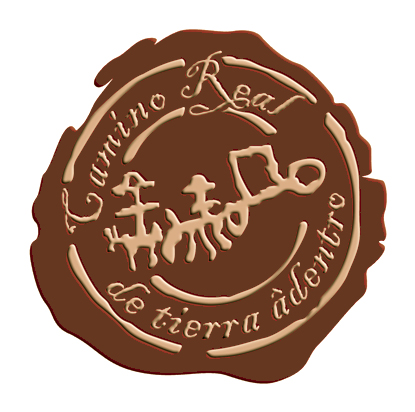 Camino Real
de tierra àdentro